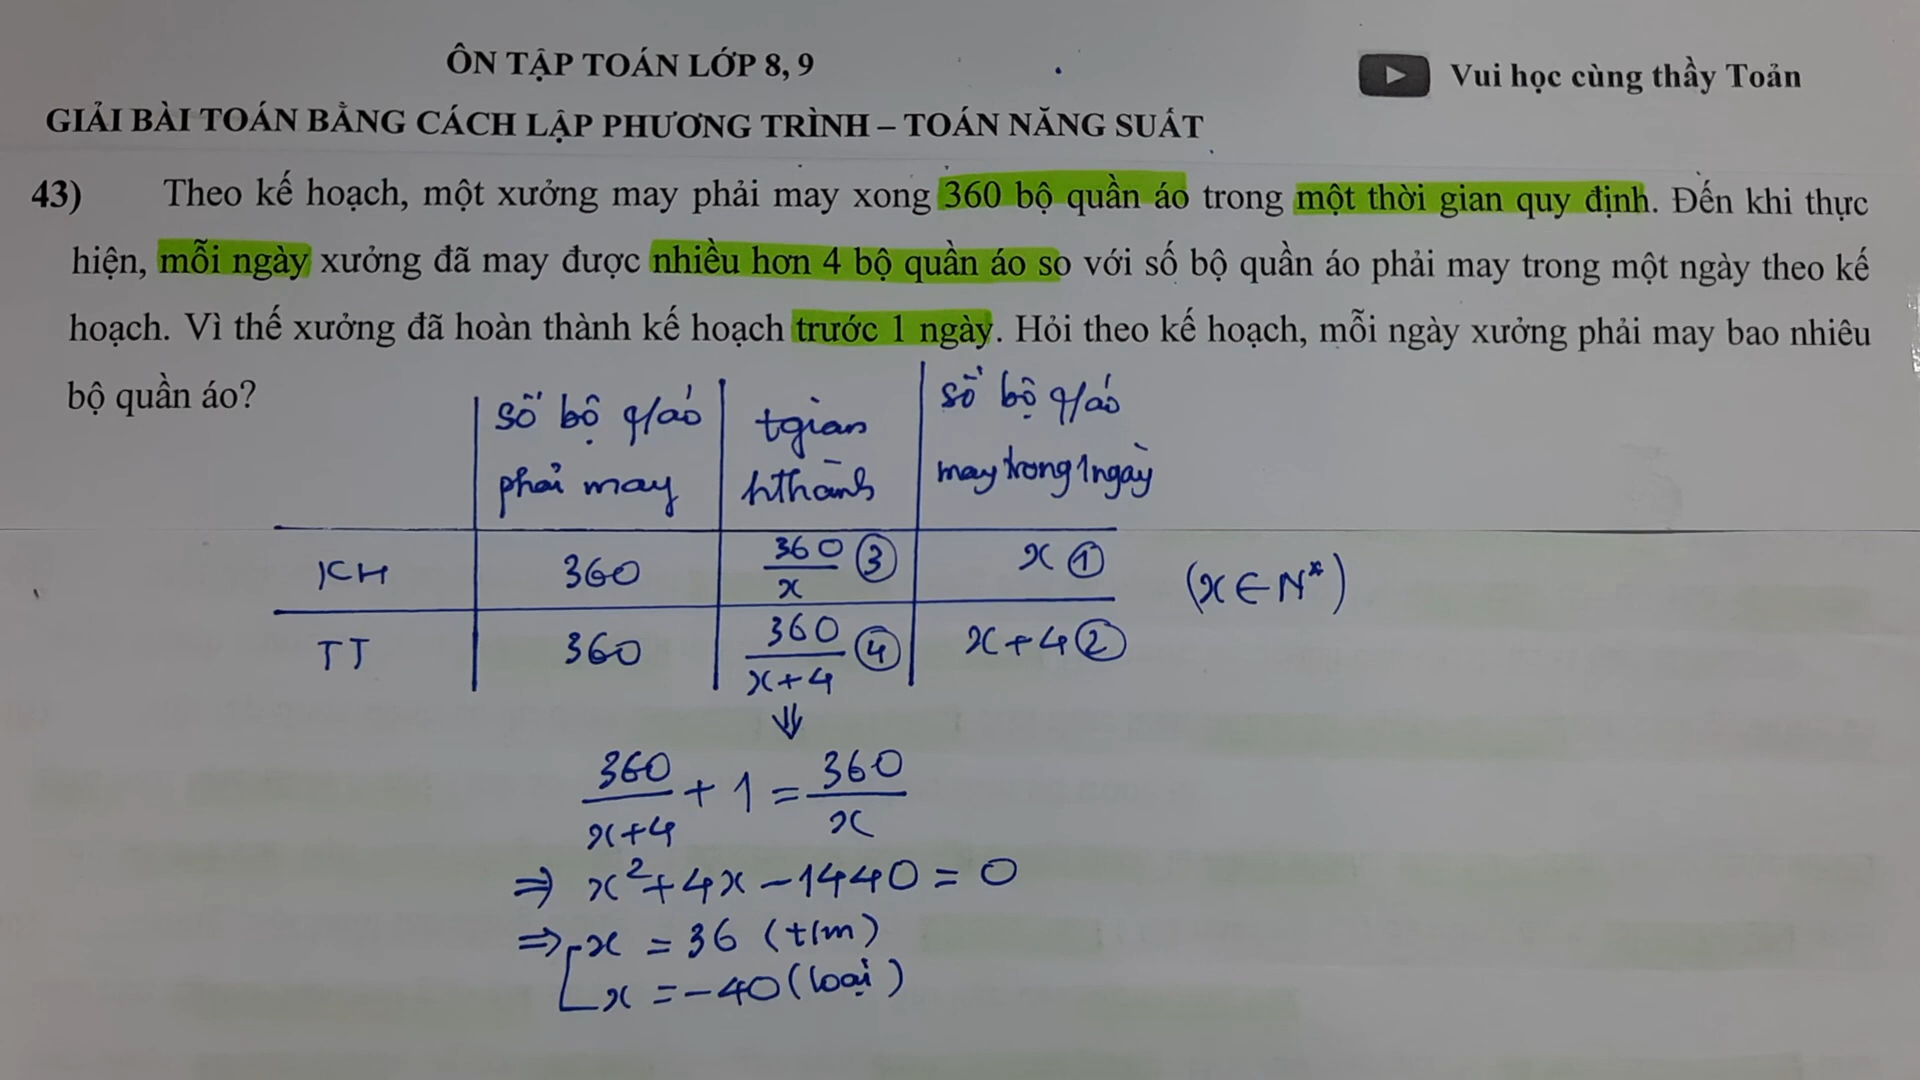 ÔN TẬP TOÁN LỚP 8, 9
Vui học cùng thầy Toản
GIẢI BÀI TOÁN BẰNG CÁCH LẬP PHƯƠNG TRÌNH – TOÁN NĂNG SUẤT
43) Theo kế hoạch, một xưởng may phải may xong 360 bộ quần áo trong một thời gian quy định. Đến khi thực
hiện, mỗi ngày xưởng đã may được nhiều hơn 4 bộ quần áo so với số bộ quần áo phải may trong một ngày theo kế
hoạch. Vì thế xưởng đã hoàn thành kế hoạch trước 1 ngày. Hỏi theo kế hoạch, mỗi ngày xưởng phải may bao nhiêu
bộ quần áo?
số bộ q/áo phải may | tgian hthành | số bộ q/áo may trong 1 ngày
KH | 360 | 360/x ③ | x ① (x ∈ N*)
TT | 360 | 360/(x+4) ④ | x+4 ②
⇓
360/(x+4) + 1 = 360/x
⇒ x² + 4x – 1440 = 0
⇒ [ x = 36 (t/m)
x = –40 (loại)